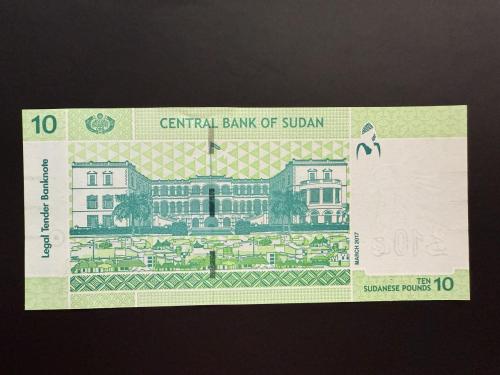 10
CENTRAL BANK OF SUDAN
Legal Tender Banknote
MARCH 2017
TEN
SUDANESE POUNDS
10